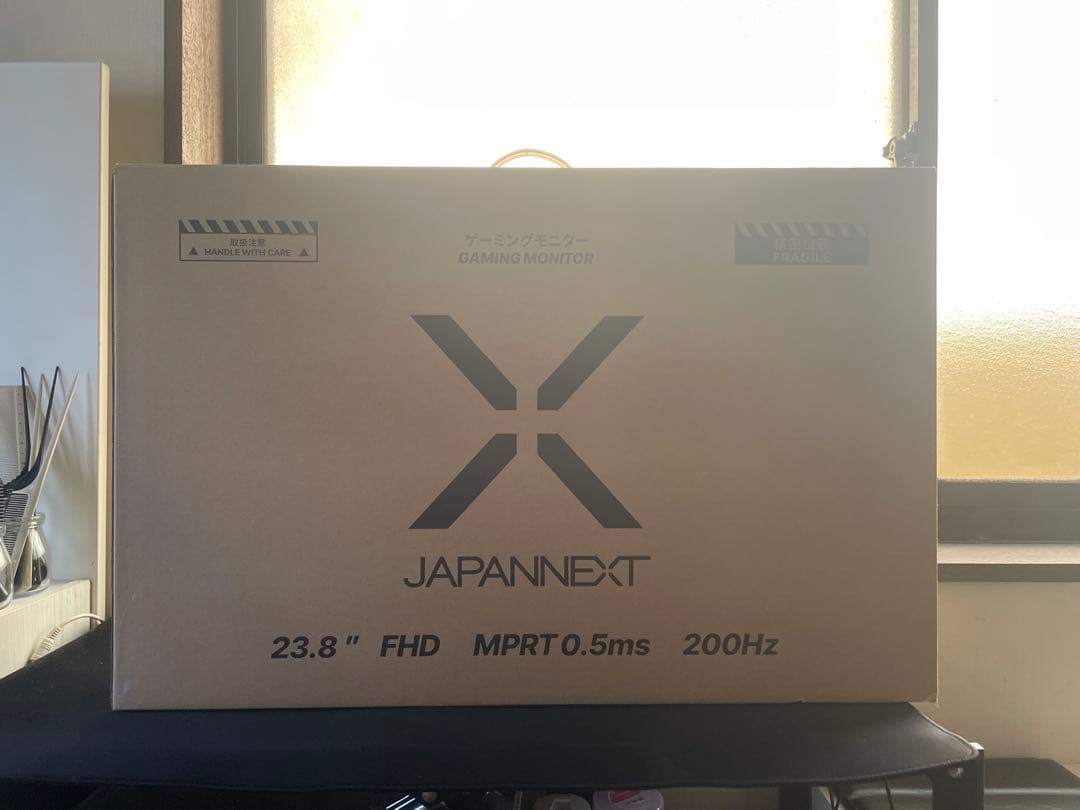 取扱注意
HANDLE WITH CARE
ゲーミングモニター
GAMING MONITOR
FRAGILE
JAPANNEXT
23.8" FHD MPRT 0.5ms 200Hz